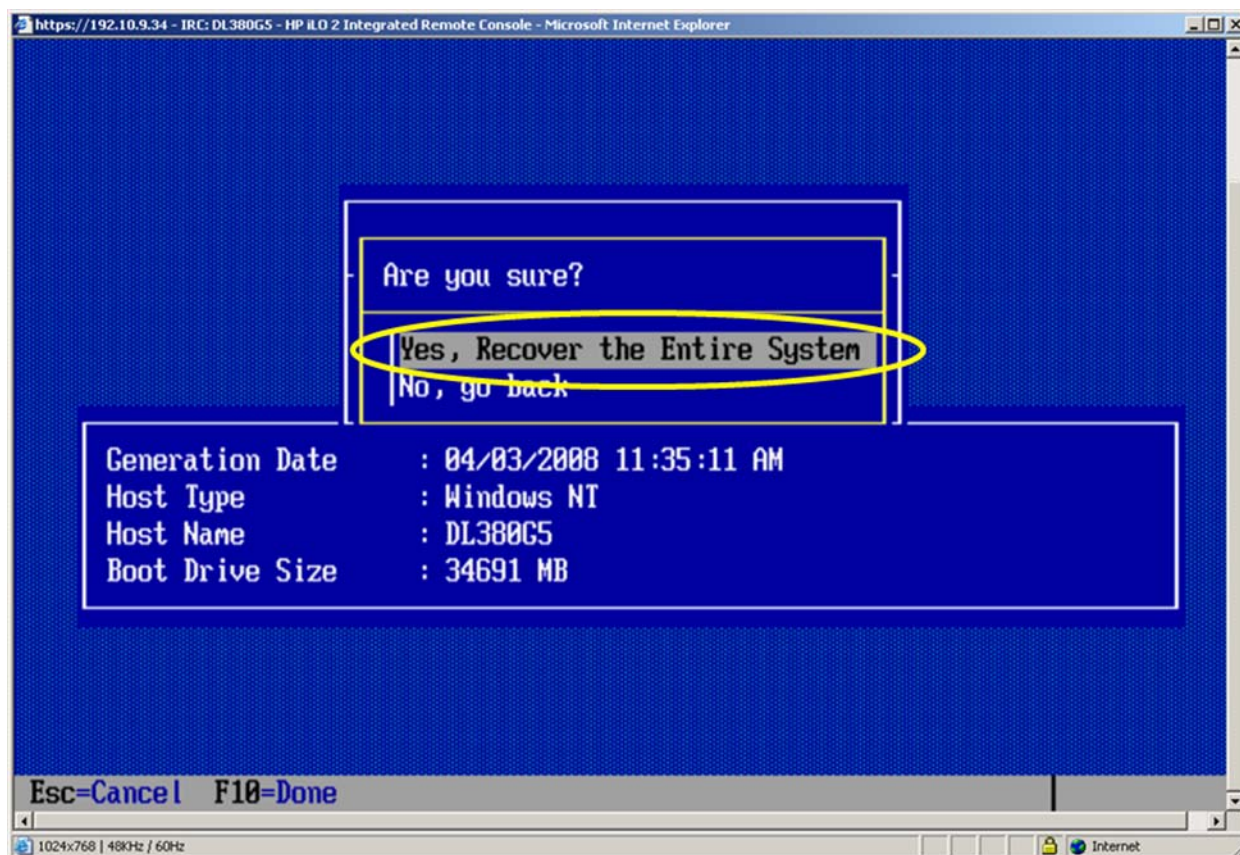 https://192.10.9.34 - IRC: DL380G5 - HP iLO 2 Integrated Remote Console - Microsoft Internet Explorer
Are you sure?
Yes, Recover the Entire System
No, go back
Generation Date : 04/03/2008 11:35:11 AM
Host Type : Windows NT
Host Name : DL380G5
Boot Drive Size : 34691 MB
Esc=Cancel F10=Done
1024x768 | 48KHz / 60Hz
Internet